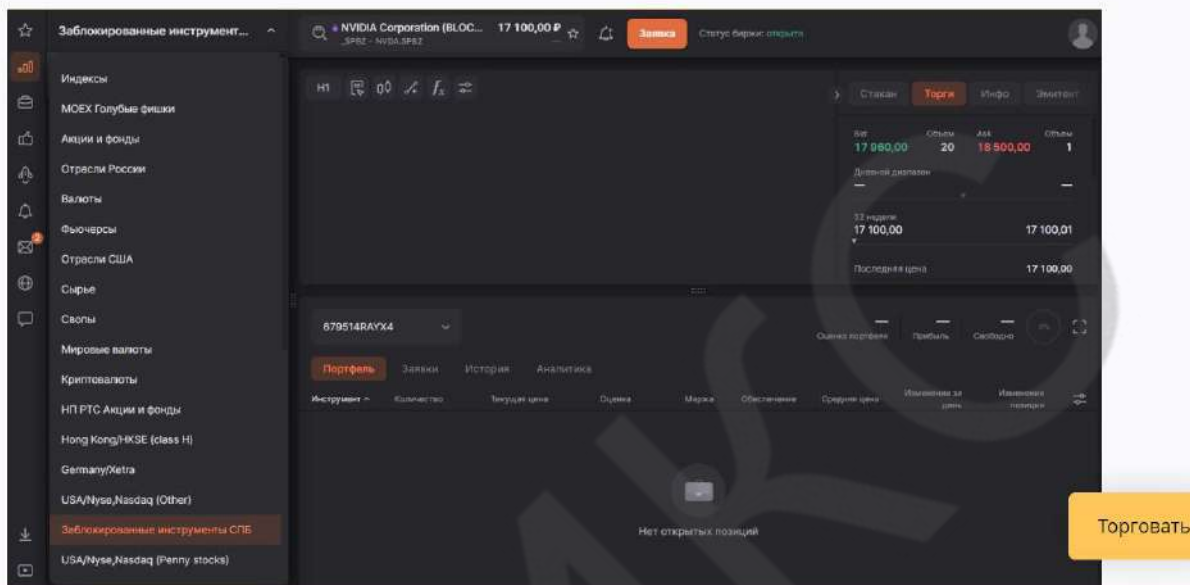 Заблокированные инструмент...
NVIDIA Corporation (BLOC...
17 100,00 ₽
_SPBZ - NVDA.SPBZ
Заявка
Статус биржи: открыта
Индексы
MOEX Голубые фишки
Акции и фонды
Отрасли России
Валюты
Фьючерсы
Отрасли США
Сырье
Свопы
Мировые валюты
Криптовалюты
НП РТС Акции и фонды
Hong Kong/HKSE (class H)
Germany/Xetra
USA/Nyse,Nasdaq (Other)
Заблокированные инструменты СПБ
USA/Nyse,Nasdaq (Penny stocks)
2
H1
Стакан Торги Инфо Эмитент
Bid Объем Ask Объем
17 960,00 20 18 500,00 1
Дневной диапазон
— —
52 недели
17 100,00 17 100,01
Последняя цена 17 100,00
679514RAYX4
— — —
Оценка портфеля Прибыль Свободно
Портфель Заявки История Аналитика
Инструмент Количество Текущая цена Оценка Маржа Обеспечение Средняя цена Изменение за день Изменение позиции
Нет открытых позиций
Торговать